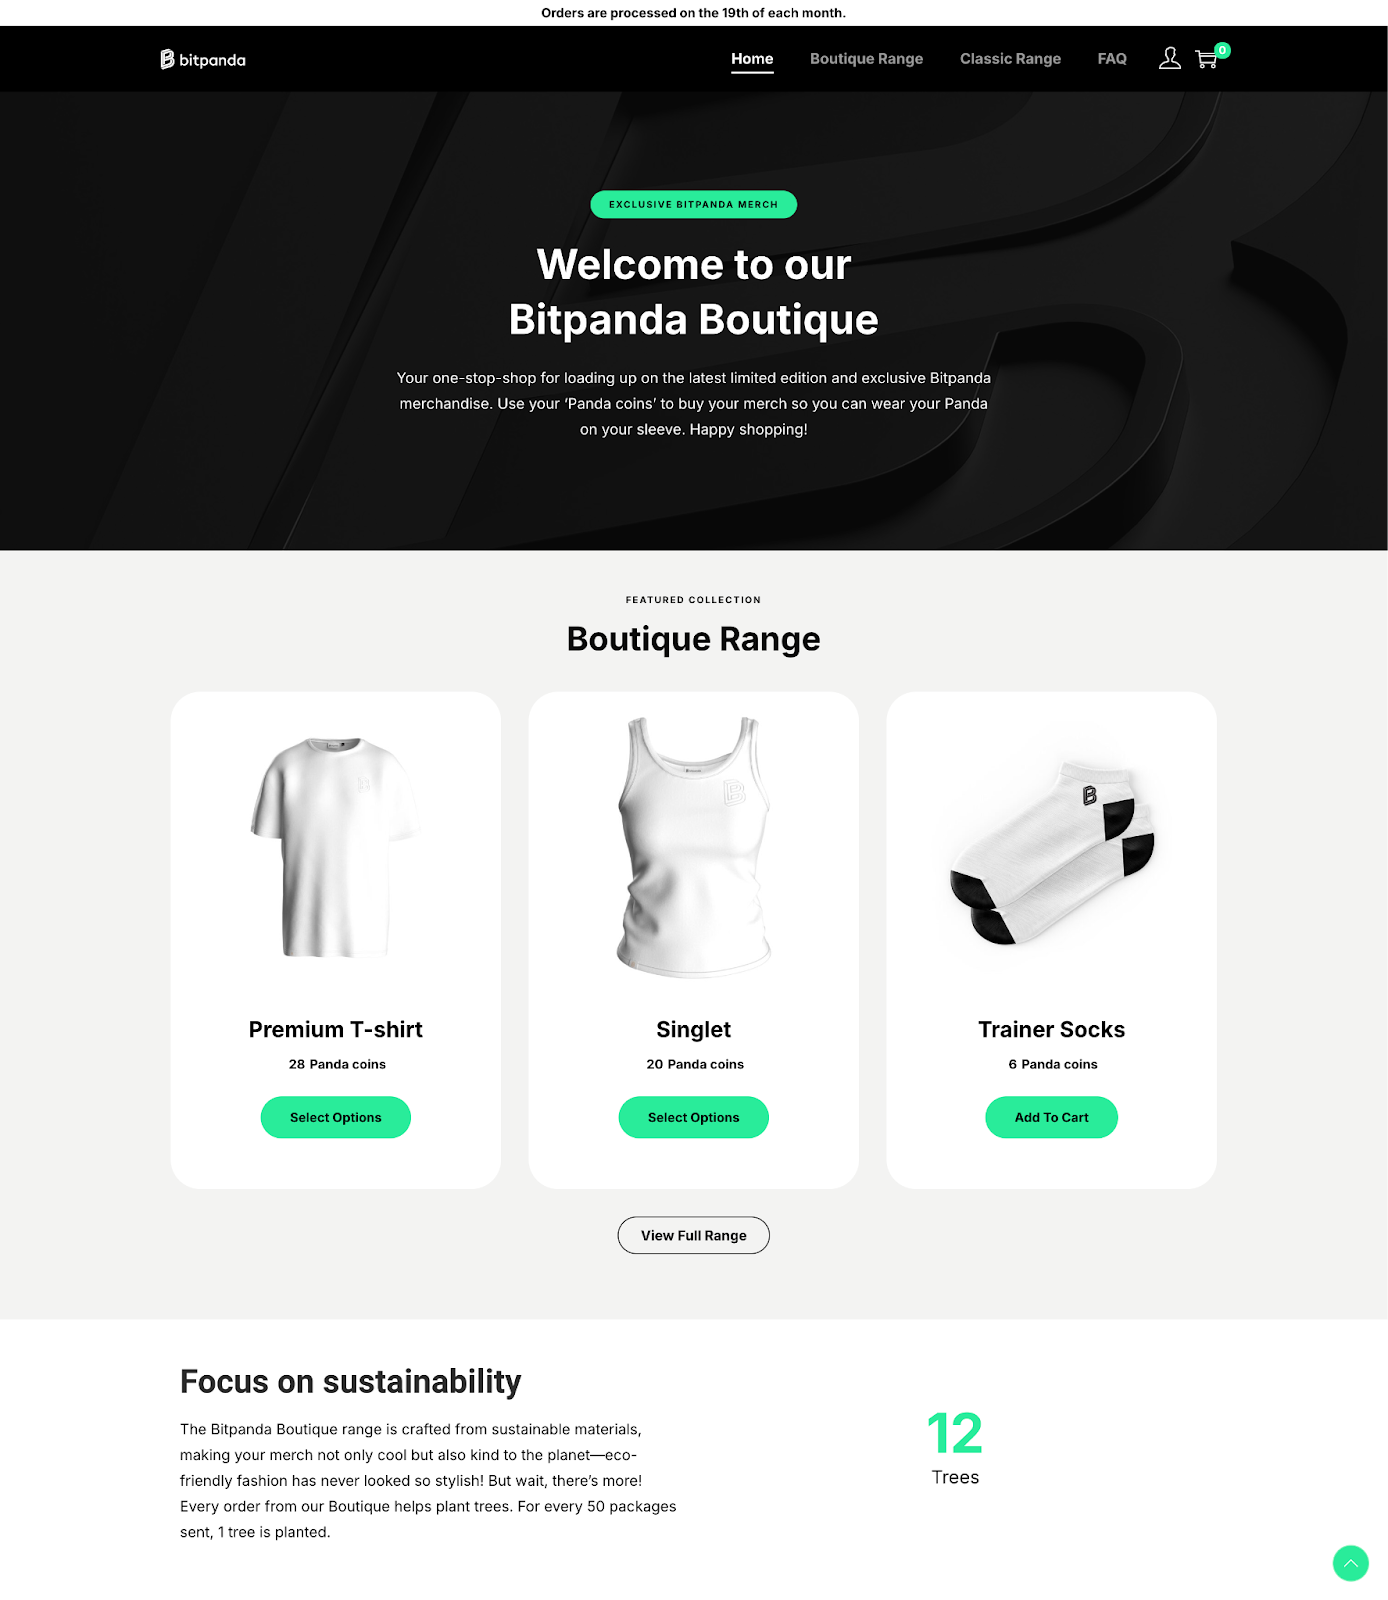 Orders are processed on the 19th of each month.
bitpanda
Home
Boutique Range
Classic Range
FAQ
0
EXCLUSIVE BITPANDA MERCH
Welcome to our
Bitpanda Boutique
Your one-stop-shop for loading up on the latest limited edition and exclusive Bitpanda
merchandise. Use your ‘Panda coins’ to buy your merch so you can wear your Panda
on your sleeve. Happy shopping!
FEATURED COLLECTION
Boutique Range
Premium T-shirt
28 Panda coins
Select Options
Singlet
20 Panda coins
Select Options
Trainer Socks
6 Panda coins
Add To Cart
View Full Range
Focus on sustainability
The Bitpanda Boutique range is crafted from sustainable materials,
making your merch not only cool but also kind to the planet—eco-
friendly fashion has never looked so stylish! But wait, there’s more!
Every order from our Boutique helps plant trees. For every 50 packages
sent, 1 tree is planted.
12
Trees